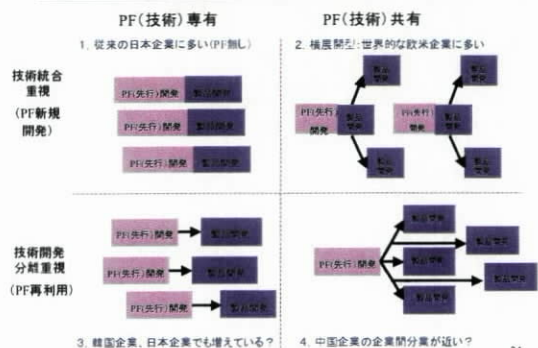 PF(技術)専有
PF(技術)共有
1. 従来の日本企業に多い(PF無し)
2. 横展開型:世界的な欧米企業に多い
技術統合
重視
(PF新規
開発)
PF(先行)開発 製品開発
PF(先行)開発 製品開発
PF(先行)開発 製品開発
製品
開発
製品
開発
PF(先行)
開発
製品
開発
PF(先行)
開発
製品
開発
製品
開発
製品
開発
技術開発
分離重視
(PF再利用)
PF(先行)開発 製品開発
PF(先行)開発 製品開発
PF(先行)開発 製品開発
PF(先行)開発
製品開発
製品開発
製品開発
製品開発
製品開発
3. 韓国企業、日本企業でも増えている?
4. 中国企業の企業間分業が近い?